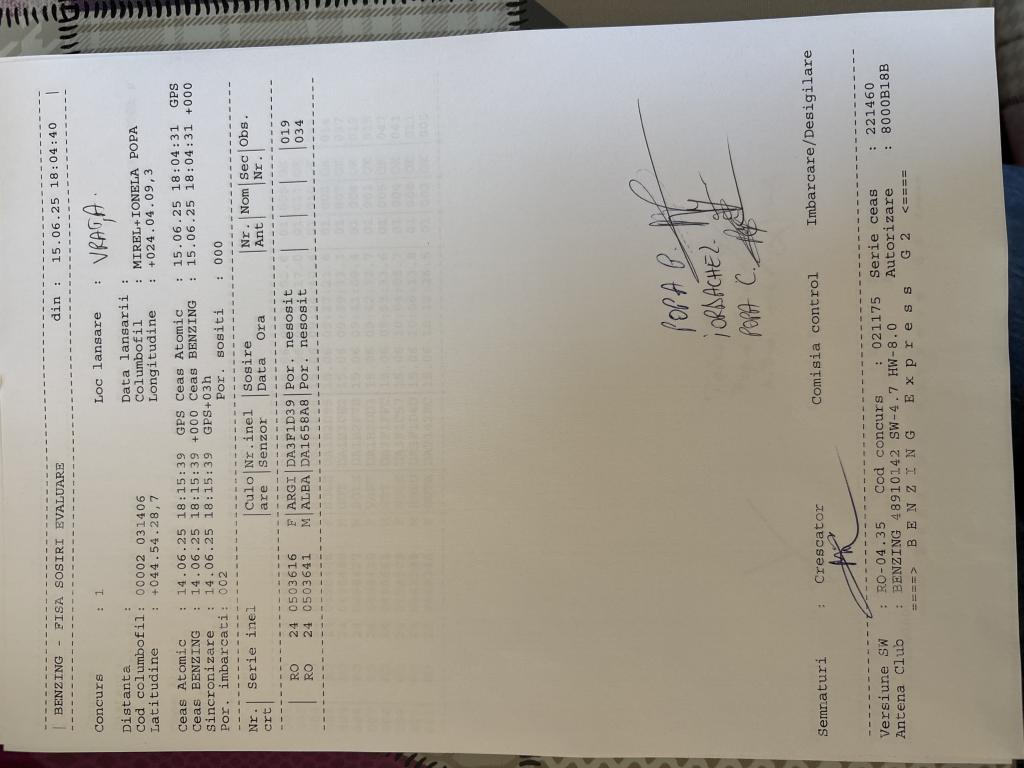 | BENZING - FISA SOSIRI EVALUARE din : 15.06.25 18:04:40 |
Concurs : 1 Loc lansare : VRATA.
Distanta : Data lansarii :
Cod columbofil: 00002 031406 Columbofil : MIREL+IONELA POPA
Latitudine : +044.54.28,7 Longitudine : +024.04.09,3
Ceas Atomic : 14.06.25 18:15:39 GPS Ceas Atomic : 15.06.25 18:04:31 GPS
Ceas BENZING : 14.06.25 18:15:39 +000 Ceas BENZING : 15.06.25 18:04:31 +000
Sincronizare : 14.06.25 18:15:39 GPS+03h
Por. imbarcati: 002 Por. sositi : 000
Nr.| Serie inel |Culo|Nr.inel |Sosire Nr. |Nom|Sec|Obs.
crt| |are |Senzor |Data Ora Ant | |Nr.|
| RO 24 0503616 F|ARGI|DA3F1D39|Por. nesosit | | | |019
| RO 24 0503641 M|ALBA|DA1658A8|Por. nesosit | | | |034
POPA B.
IORDACHEL.
POPA C.
Semnaturi : Crescator Comisia control Imbarcare/Desigilare
Versiune SW : RO-04.35 Cod concurs : 021175 Serie ceas : 221460
Antena Club : BENZING 48910142 SW-4.7 HW-8.0 Autorizare : 8000B18B
====> B E N Z I N G E x p r e s s G 2 <====